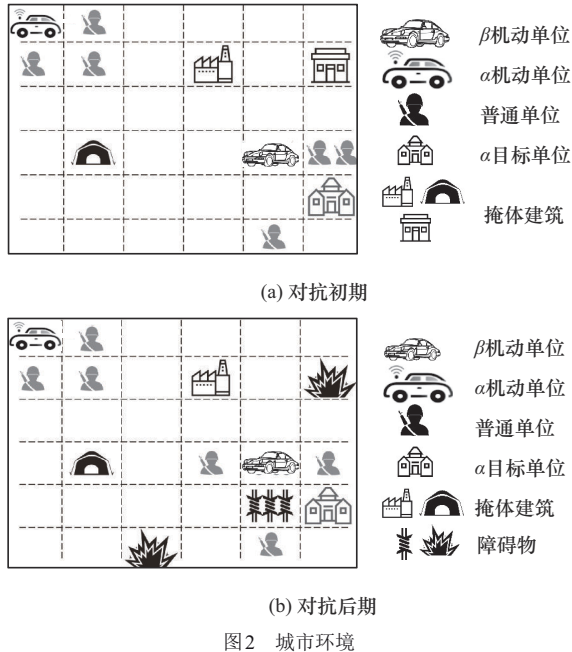 β机动单位
α机动单位
普通单位
α目标单位
掩体建筑
(a) 对抗初期
β机动单位
α机动单位
普通单位
α目标单位
掩体建筑
障碍物
(b) 对抗后期
图2 城市环境